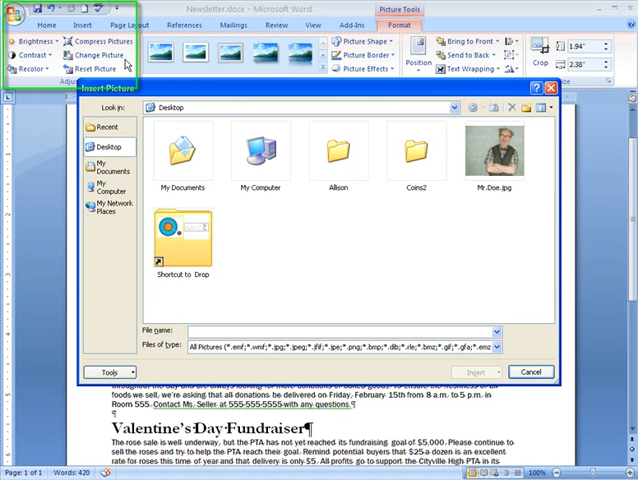 Newsletter.docx - Microsoft Word
Picture Tools
Home Insert Page Layout References Mailings Review View Add-Ins Format
Brightness Compress Pictures Picture Shape Bring to Front 1.94"
Contrast Change Picture Picture Border Send to Back Crop
Recolor Reset Picture Picture Effects Position Text Wrapping 2.38"
Insert Picture
Look in: Desktop
Recent
Desktop
My Documents
My Computer
My Network Places
My Documents My Computer Allison Coins2 Mr.Doe.jpg
Shortcut to Drop
File name:
Files of type: All Pictures (*.emf;*.wmf;*.jpg;*.jpeg;*.jfif;*.jpe;*.png;*.bmp;*.dib;*.rle;*.bmz;*.gif;*.gfa;*.emz
Tools Insert Cancel
foods we sell, we're asking that all donations be delivered on Friday, February 15th from 8 a.m. to 5 p.m. in
Room 555. Contact Ms. Seller at 555-555-5555 with any questions.¶
¶
Valentine's·Day·Fundraiser¶
The rose sale is well underway, but the PTA has not yet reached its fundraising goal of $5,000. Please continue to
sell the roses and try to help the PTA reach their goal. Remind potential buyers that $25 a dozen is an excellent
rate for roses this time of year and that delivery is only $5. All profits go to support the Cityville High PTA in its
Page: 1 of 1 Words: 420 100%